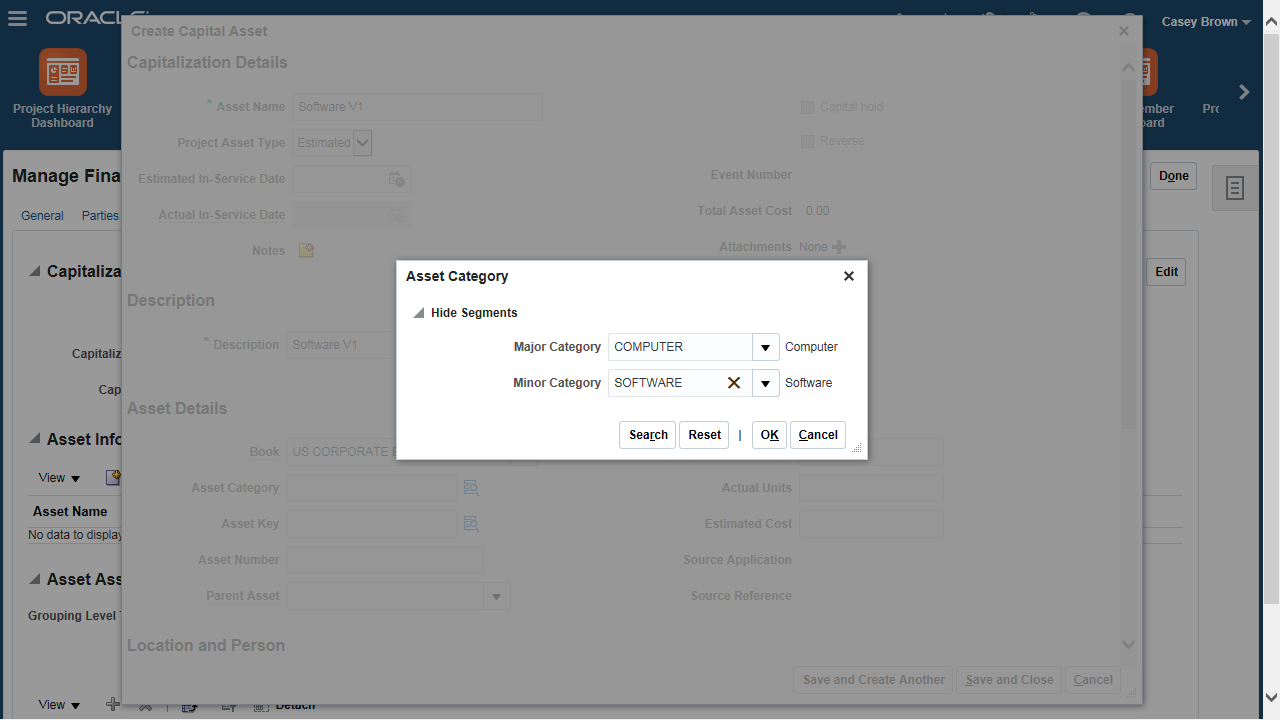 ORACLE
Casey Brown
Project Hierarchy
Dashboard
Create Capital Asset
Capitalization Details
* Asset Name Software V1
Capital hold
Project Asset Type Estimated
Reverse
Estimated In-Service Date
Event Number
Actual In-Service Date
Total Asset Cost 0.00
Notes
Attachments None
Manage Fina
Done
General Parties
Capitaliza
Edit
Capitaliz
Cap
Description
* Description Software V1
Asset Category
Hide Segments
Major Category COMPUTER Computer
Minor Category SOFTWARE Software
Search Reset | OK Cancel
Asset Details
Book US CORPORATE
Asset Info
View
Asset Category
Actual Units
Asset Name
No data to display
Asset Key
Estimated Cost
Asset Number
Source Application
Asset Ass
Grouping Level
Parent Asset
Source Reference
Location and Person
Save and Create Another Save and Close Cancel
View
Detach